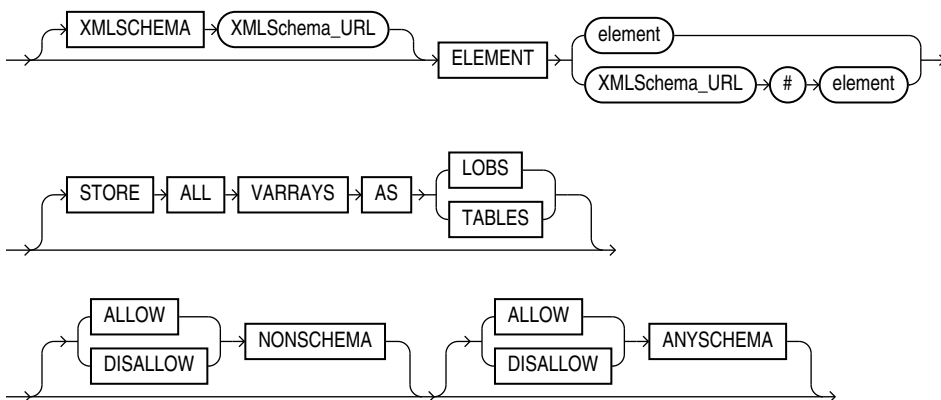 XMLSCHEMA XMLSchema_URL
ELEMENT element
XMLSchema_URL # element
STORE ALL VARRAYS AS LOBS
TABLES
ALLOW NONSCHEMA ALLOW ANYSCHEMA
DISALLOW DISALLOW